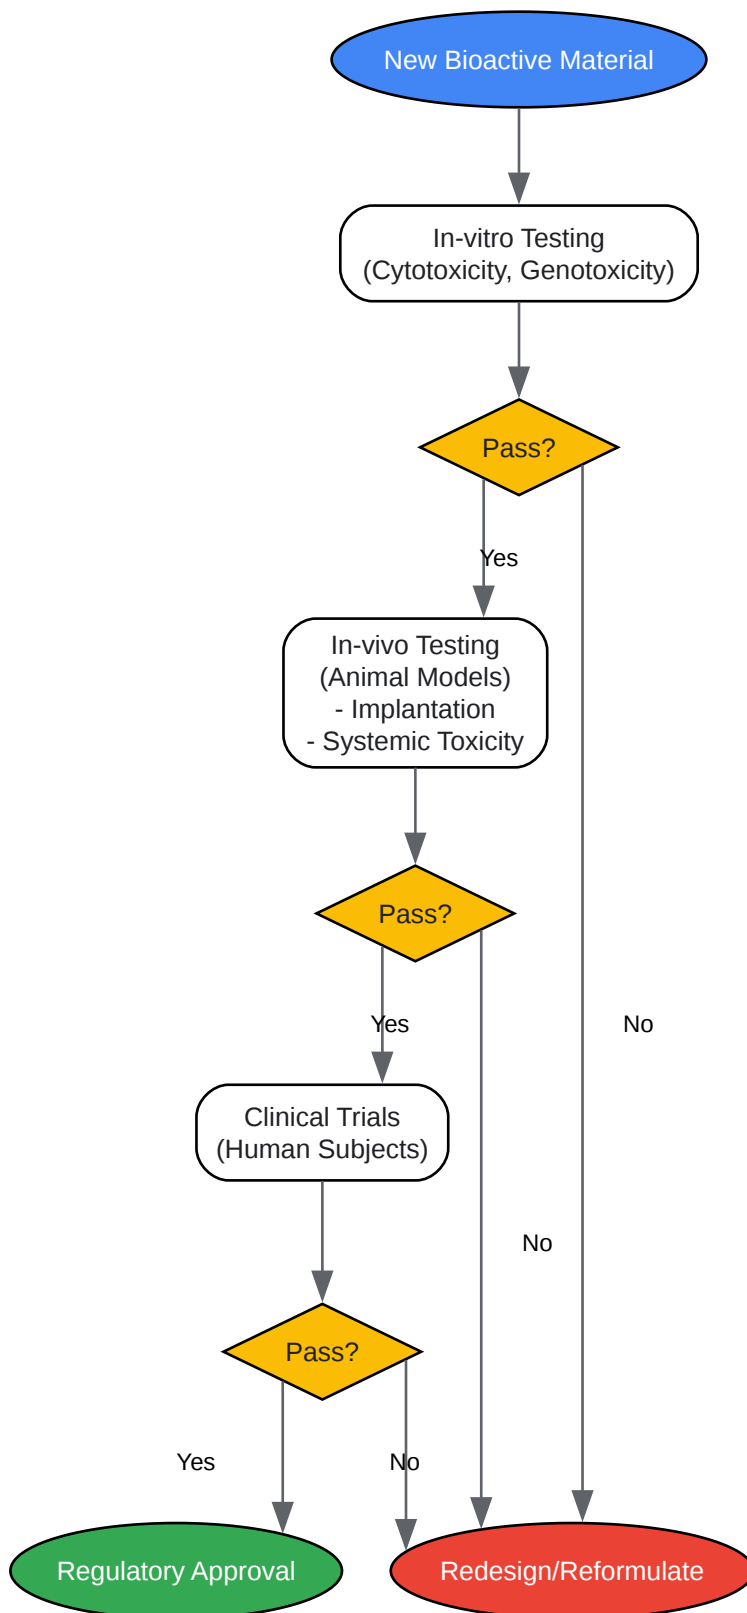 New Bioactive Material
In-vitro Testing
(Cytotoxicity, Genotoxicity)
Pass?
Yes
In-vivo Testing
(Animal Models)
- Implantation
- Systemic Toxicity
Pass?
Yes
No
Clinical Trials
(Human Subjects)
No
Pass?
Yes
No
Regulatory Approval
Redesign/Reformulate